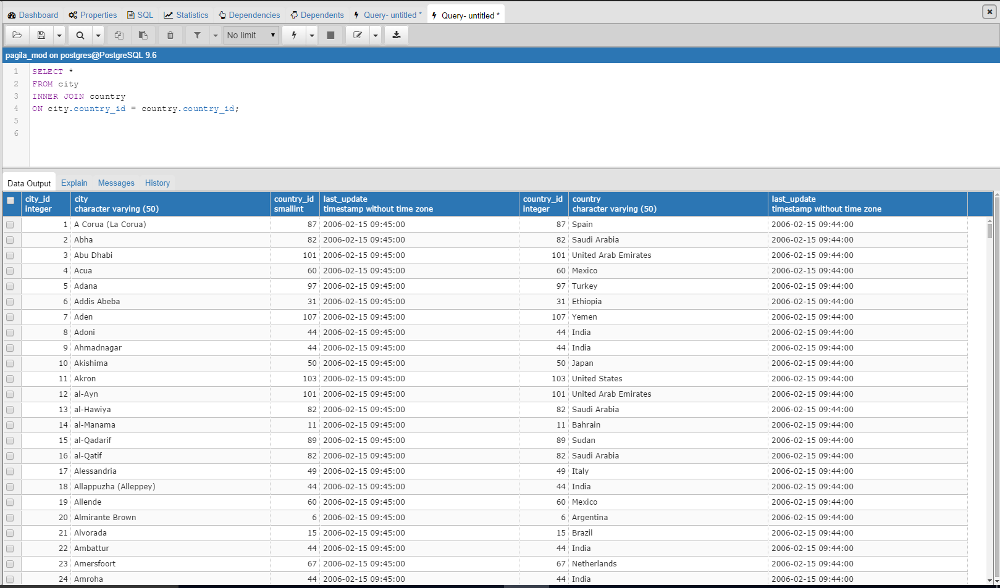 Dashboard Properties SQL Statistics Dependencies Dependents Query- untitled * Query- untitled *
No limit
pagila_mod on postgres@PostgreSQL 9.6
1 SELECT *
2 FROM city
3 INNER JOIN country
4 ON city.country_id = country.country_id;
5
6
Data Output Explain Messages History
city_id city country_id last_update country_id country last_update
integer character varying (50) smallint timestamp without time zone integer character varying (50) timestamp without time zone
1 A Corua (La Corua) 87 2006-02-15 09:45:00 87 Spain 2006-02-15 09:44:00
2 Abha 82 2006-02-15 09:45:00 82 Saudi Arabia 2006-02-15 09:44:00
3 Abu Dhabi 101 2006-02-15 09:45:00 101 United Arab Emirates 2006-02-15 09:44:00
4 Acua 60 2006-02-15 09:45:00 60 Mexico 2006-02-15 09:44:00
5 Adana 97 2006-02-15 09:45:00 97 Turkey 2006-02-15 09:44:00
6 Addis Abeba 31 2006-02-15 09:45:00 31 Ethiopia 2006-02-15 09:44:00
7 Aden 107 2006-02-15 09:45:00 107 Yemen 2006-02-15 09:44:00
8 Adoni 44 2006-02-15 09:45:00 44 India 2006-02-15 09:44:00
9 Ahmadnagar 44 2006-02-15 09:45:00 44 India 2006-02-15 09:44:00
10 Akishima 50 2006-02-15 09:45:00 50 Japan 2006-02-15 09:44:00
11 Akron 103 2006-02-15 09:45:00 103 United States 2006-02-15 09:44:00
12 al-Ayn 101 2006-02-15 09:45:00 101 United Arab Emirates 2006-02-15 09:44:00
13 al-Hawiya 82 2006-02-15 09:45:00 82 Saudi Arabia 2006-02-15 09:44:00
14 al-Manama 11 2006-02-15 09:45:00 11 Bahrain 2006-02-15 09:44:00
15 al-Qadarif 89 2006-02-15 09:45:00 89 Sudan 2006-02-15 09:44:00
16 al-Qatif 82 2006-02-15 09:45:00 82 Saudi Arabia 2006-02-15 09:44:00
17 Alessandria 49 2006-02-15 09:45:00 49 Italy 2006-02-15 09:44:00
18 Allappuzha (Alleppey) 44 2006-02-15 09:45:00 44 India 2006-02-15 09:44:00
19 Allende 60 2006-02-15 09:45:00 60 Mexico 2006-02-15 09:44:00
20 Almirante Brown 6 2006-02-15 09:45:00 6 Argentina 2006-02-15 09:44:00
21 Alvorada 15 2006-02-15 09:45:00 15 Brazil 2006-02-15 09:44:00
22 Ambattur 44 2006-02-15 09:45:00 44 India 2006-02-15 09:44:00
23 Amersfoort 67 2006-02-15 09:45:00 67 Netherlands 2006-02-15 09:44:00
24 Amroha 44 2006-02-15 09:45:00 44 India 2006-02-15 09:44:00